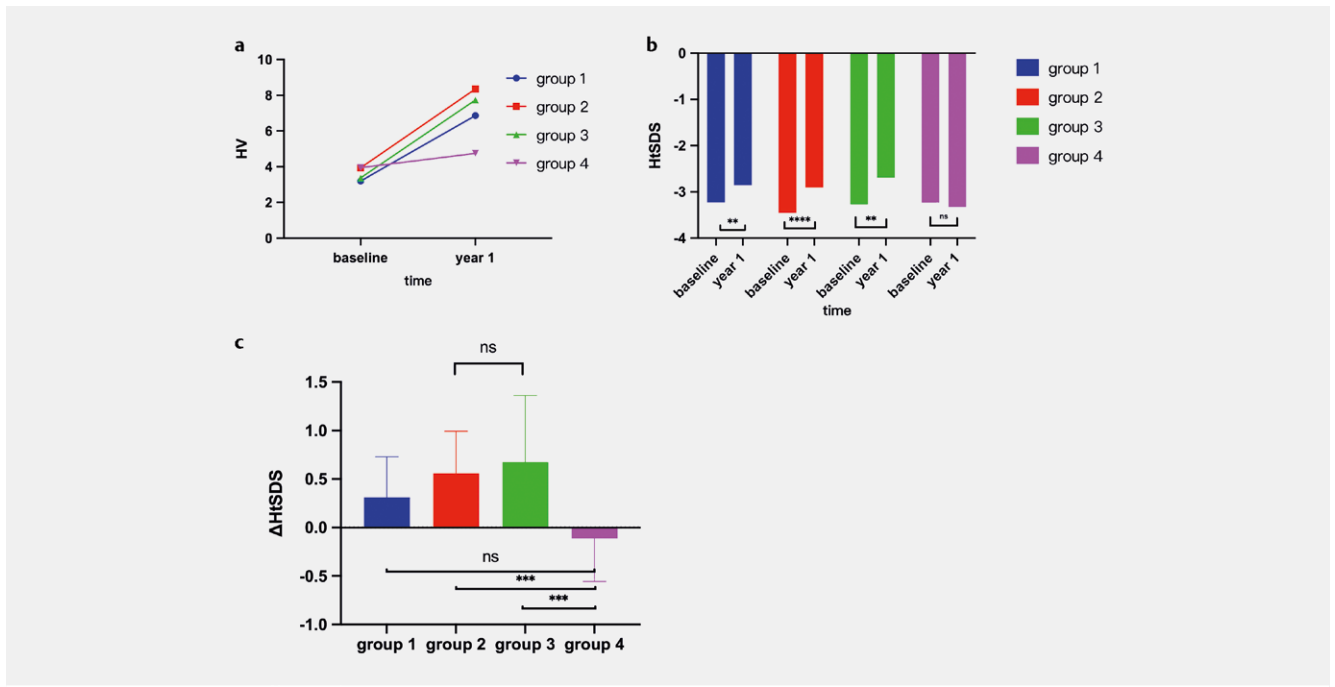 a
10
8
6
4
2
0
HV
baseline year 1
time
group 1
group 2
group 3
group 4
b
0
-1
-2
-3
-4
HtSDS
** **** ** ns
baseline year 1 baseline year 1 baseline year 1 baseline year 1
time
group 1
group 2
group 3
group 4
c
ns
1.5
1.0
0.5
0.0
-0.5
-1.0
ΔHtSDS
ns
***
***
group 1 group 2 group 3 group 4